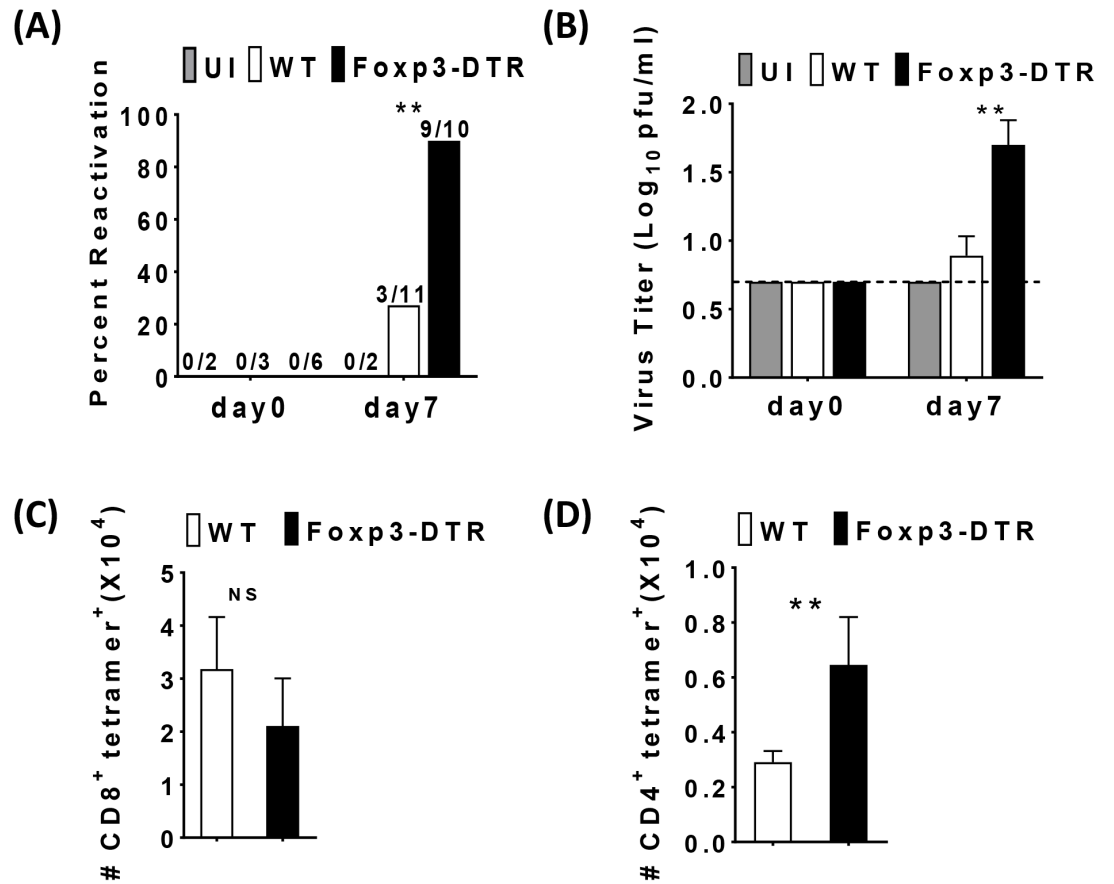 (A)
UI WT Foxp3-DTR
Percent Reactivation
100
80
60
40
20
0
**
9/10
3/11
0/2 0/3 0/6 0/2
day0 day7
(B)
UI WT Foxp3-DTR
Virus Titer (Log10 pfu/ml)
2.0
1.5
1.0
0.5
0.0
**
day0 day7
(C)
WT Foxp3-DTR
# CD8+ tetramer+(X10⁴)
5
4
3
2
1
0
NS
(D)
WT Foxp3-DTR
# CD4+ tetramer+(X10⁴)
1.0
0.8
0.6
0.4
0.2
0.0
**